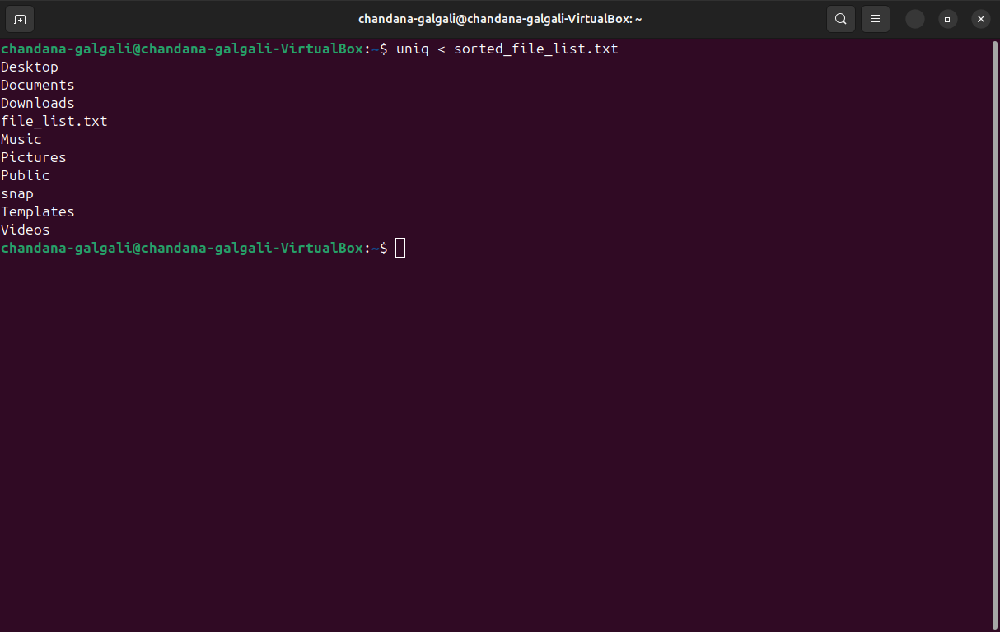 chandana-galgali@chandana-galgali-VirtualBox: ~
chandana-galgali@chandana-galgali-VirtualBox:~$ uniq < sorted_file_list.txt
Desktop
Documents
Downloads
file_list.txt
Music
Pictures
Public
snap
Templates
Videos
chandana-galgali@chandana-galgali-VirtualBox:~$